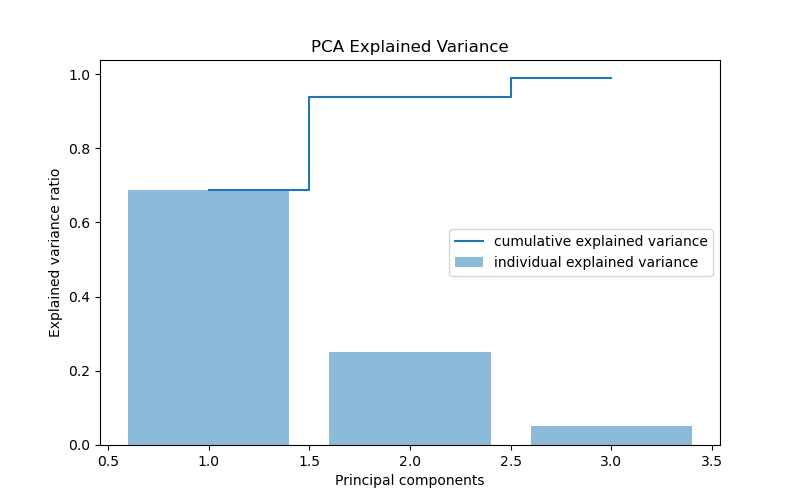 PCA Explained Variance
1.0
0.8
0.6
0.4
0.2
0.0
Explained variance ratio
cumulative explained variance
individual explained variance
0.5 1.0 1.5 2.0 2.5 3.0 3.5
Principal components